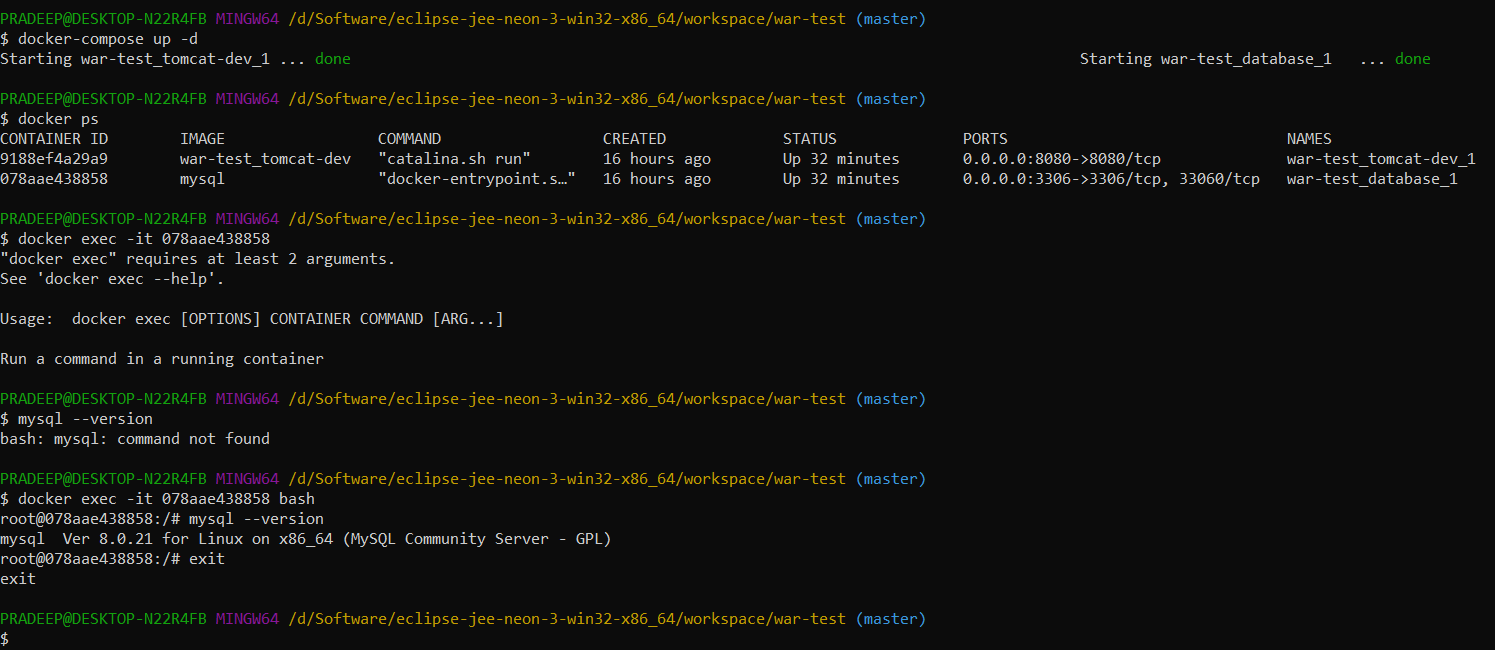 PRADEEP@DESKTOP-N22R4FB MINGW64 /d/Software/eclipse-jee-neon-3-win32-x86_64/workspace/war-test (master)
$ docker-compose up -d
Starting war-test_tomcat-dev_1 ... done Starting war-test_database_1 ... done
PRADEEP@DESKTOP-N22R4FB MINGW64 /d/Software/eclipse-jee-neon-3-win32-x86_64/workspace/war-test (master)
$ docker ps
CONTAINER ID IMAGE COMMAND CREATED STATUS PORTS NAMES
9188ef4a29a9 war-test_tomcat-dev "catalina.sh run" 16 hours ago Up 32 minutes 0.0.0.0:8080->8080/tcp war-test_tomcat-dev_1
078aae438858 mysql "docker-entrypoint.s…" 16 hours ago Up 32 minutes 0.0.0.0:3306->3306/tcp, 33060/tcp war-test_database_1
PRADEEP@DESKTOP-N22R4FB MINGW64 /d/Software/eclipse-jee-neon-3-win32-x86_64/workspace/war-test (master)
$ docker exec -it 078aae438858
"docker exec" requires at least 2 arguments.
See 'docker exec --help'.
Usage:  docker exec [OPTIONS] CONTAINER COMMAND [ARG...]
Run a command in a running container
PRADEEP@DESKTOP-N22R4FB MINGW64 /d/Software/eclipse-jee-neon-3-win32-x86_64/workspace/war-test (master)
$ mysql --version
bash: mysql: command not found
PRADEEP@DESKTOP-N22R4FB MINGW64 /d/Software/eclipse-jee-neon-3-win32-x86_64/workspace/war-test (master)
$ docker exec -it 078aae438858 bash
root@078aae438858:/# mysql --version
mysql  Ver 8.0.21 for Linux on x86_64 (MySQL Community Server - GPL)
root@078aae438858:/# exit
exit
PRADEEP@DESKTOP-N22R4FB MINGW64 /d/Software/eclipse-jee-neon-3-win32-x86_64/workspace/war-test (master)
$